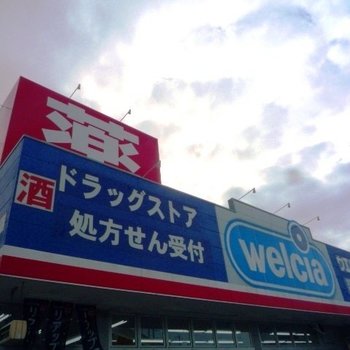 薬
酒
ドラッグストア
処方せん受付
welcia